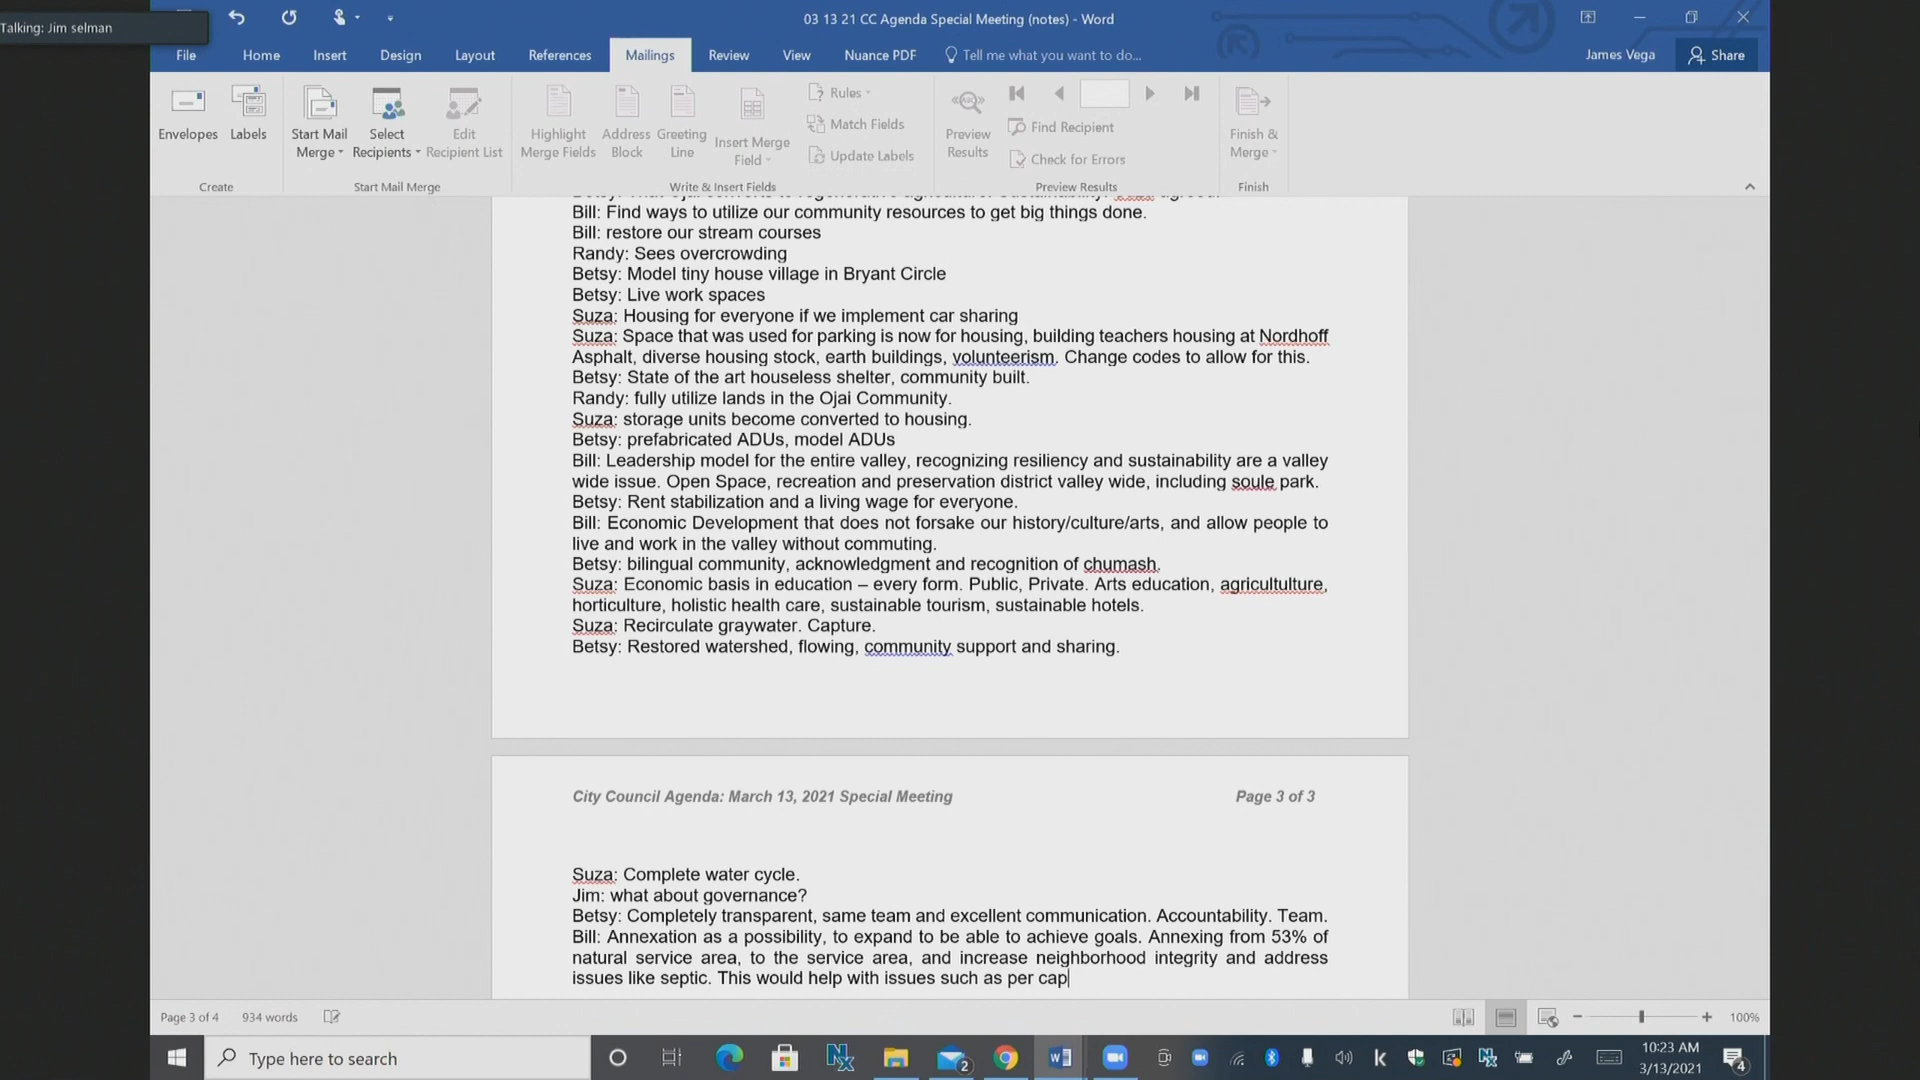 Talking: Jim selman
03 13 21 CC Agenda Special Meeting (notes) - Word
File Home Insert Design Layout References Mailings Review View Nuance PDF Tell me what you want to do... James Vega Share
Envelopes Labels Start Mail Merge Select Recipients Edit Recipient List Highlight Merge Fields Address Block Greeting Line Insert Merge Field Rules Match Fields Update Labels Preview Results Find Recipient Check for Errors Finish & Merge
Create Start Mail Merge Write & Insert Fields Preview Results Finish
Bill: Find ways to utilize our community resources to get big things done.
Bill: restore our stream courses
Randy: Sees overcrowding
Betsy: Model tiny house village in Bryant Circle
Betsy: Live work spaces
Suza: Housing for everyone if we implement car sharing
Suza: Space that was used for parking is now for housing, building teachers housing at Nordhoff
Asphalt, diverse housing stock, earth buildings, volunteerism. Change codes to allow for this.
Betsy: State of the art houseless shelter, community built.
Randy: fully utilize lands in the Ojai Community.
Suza: storage units become converted to housing.
Betsy: prefabricated ADUs, model ADUs
Bill: Leadership model for the entire valley, recognizing resiliency and sustainability are a valley
wide issue. Open Space, recreation and preservation district valley wide, including soule park.
Betsy: Rent stabilization and a living wage for everyone.
Bill: Economic Development that does not forsake our history/culture/arts, and allow people to
live and work in the valley without commuting.
Betsy: bilingual community, acknowledgment and recognition of chumash.
Suza: Economic basis in education – every form. Public, Private. Arts education, agricultulture,
horticulture, holistic health care, sustainable tourism, sustainable hotels.
Suza: Recirculate graywater. Capture.
Betsy: Restored watershed, flowing, community support and sharing.
City Council Agenda: March 13, 2021 Special Meeting Page 3 of 3
Suza: Complete water cycle.
Jim: what about governance?
Betsy: Completely transparent, same team and excellent communication. Accountability. Team.
Bill: Annexation as a possibility, to expand to be able to achieve goals. Annexing from 53% of
natural service area, to the service area, and increase neighborhood integrity and address
issues like septic. This would help with issues such as per cap
Page 3 of 4 934 words 100%
Type here to search 2 10:23 AM
3/13/2021 4